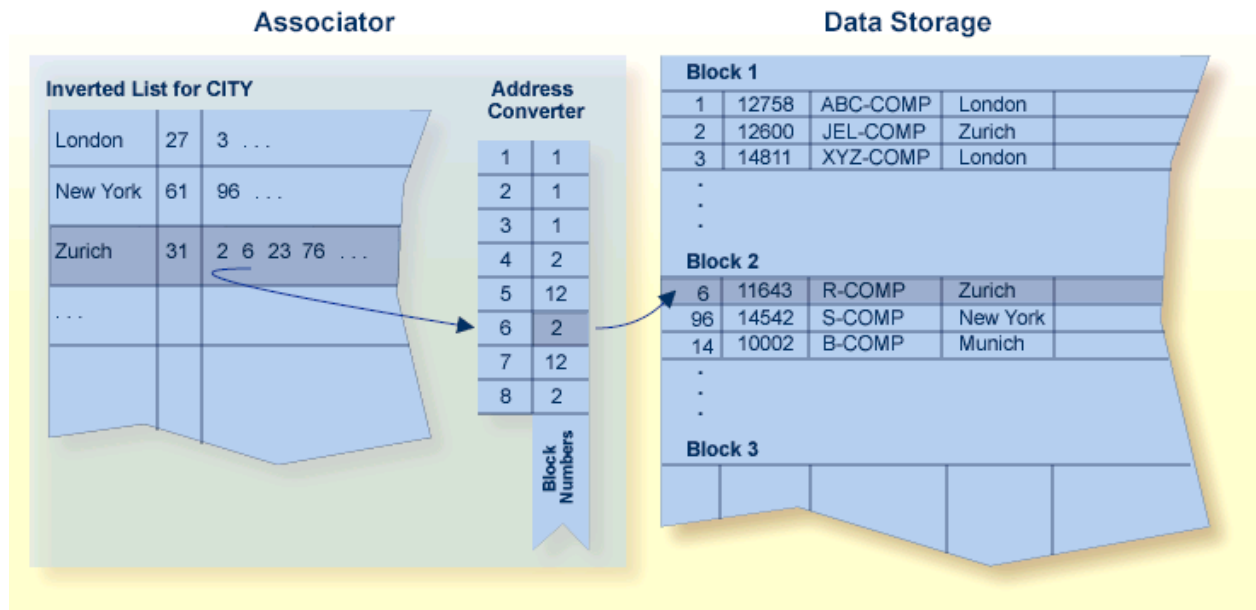 Associator
Inverted List for CITY
London 27 3 ...
New York 61 96 ...
Zurich 31 2 6 23 76 ...
...
Address
Converter
1 1
2 1
3 1
4 2
5 12
6 2
7 12
8 2
Block
Numbers
Data Storage
Block 1
1 12758 ABC-COMP London
2 12600 JEL-COMP Zurich
3 14811 XYZ-COMP London
.
.
.
Block 2
6 11643 R-COMP Zurich
96 14542 S-COMP New York
14 10002 B-COMP Munich
.
.
.
Block 3